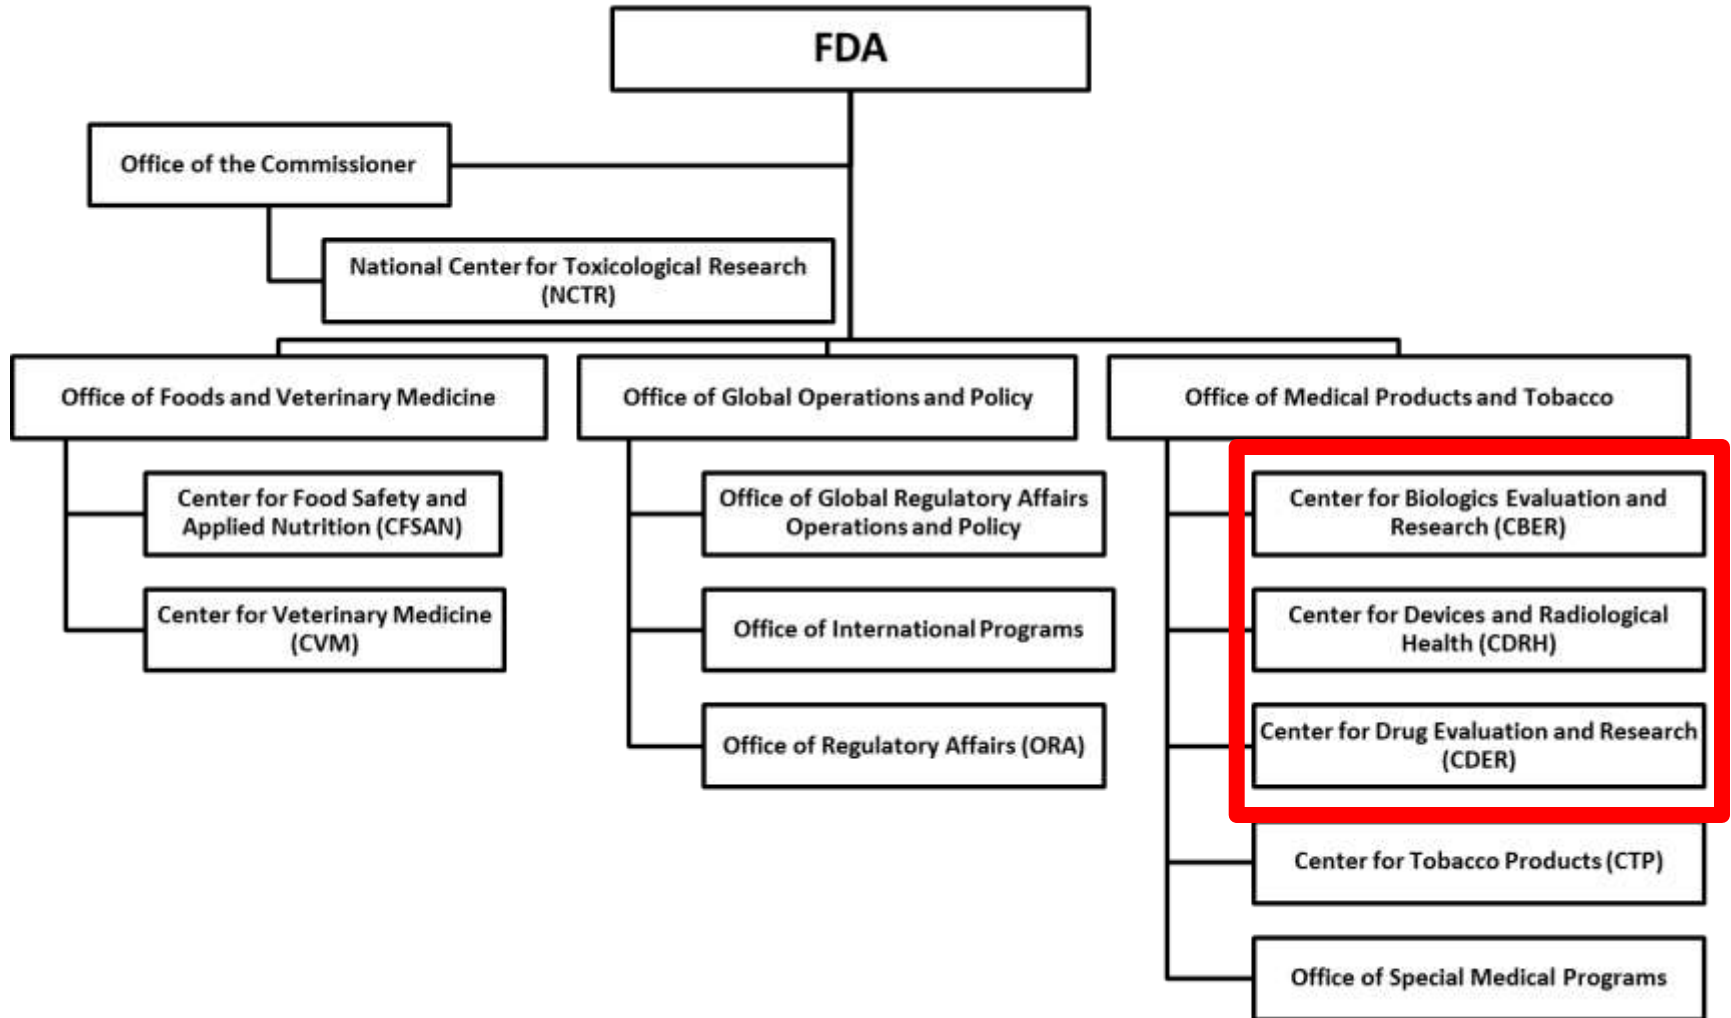 FDA
Office of the Commissioner
National Center for Toxicological Research
(NCTR)
Office of Foods and Veterinary Medicine
Center for Food Safety and
Applied Nutrition (CFSAN)
Center for Veterinary Medicine
(CVM)
Office of Global Operations and Policy
Office of Global Regulatory Affairs
Operations and Policy
Office of International Programs
Office of Regulatory Affairs (ORA)
Office of Medical Products and Tobacco
Center for Biologics Evaluation and
Research (CBER)
Center for Devices and Radiological
Health (CDRH)
Center for Drug Evaluation and Research
(CDER)
Center for Tobacco Products (CTP)
Office of Special Medical Programs